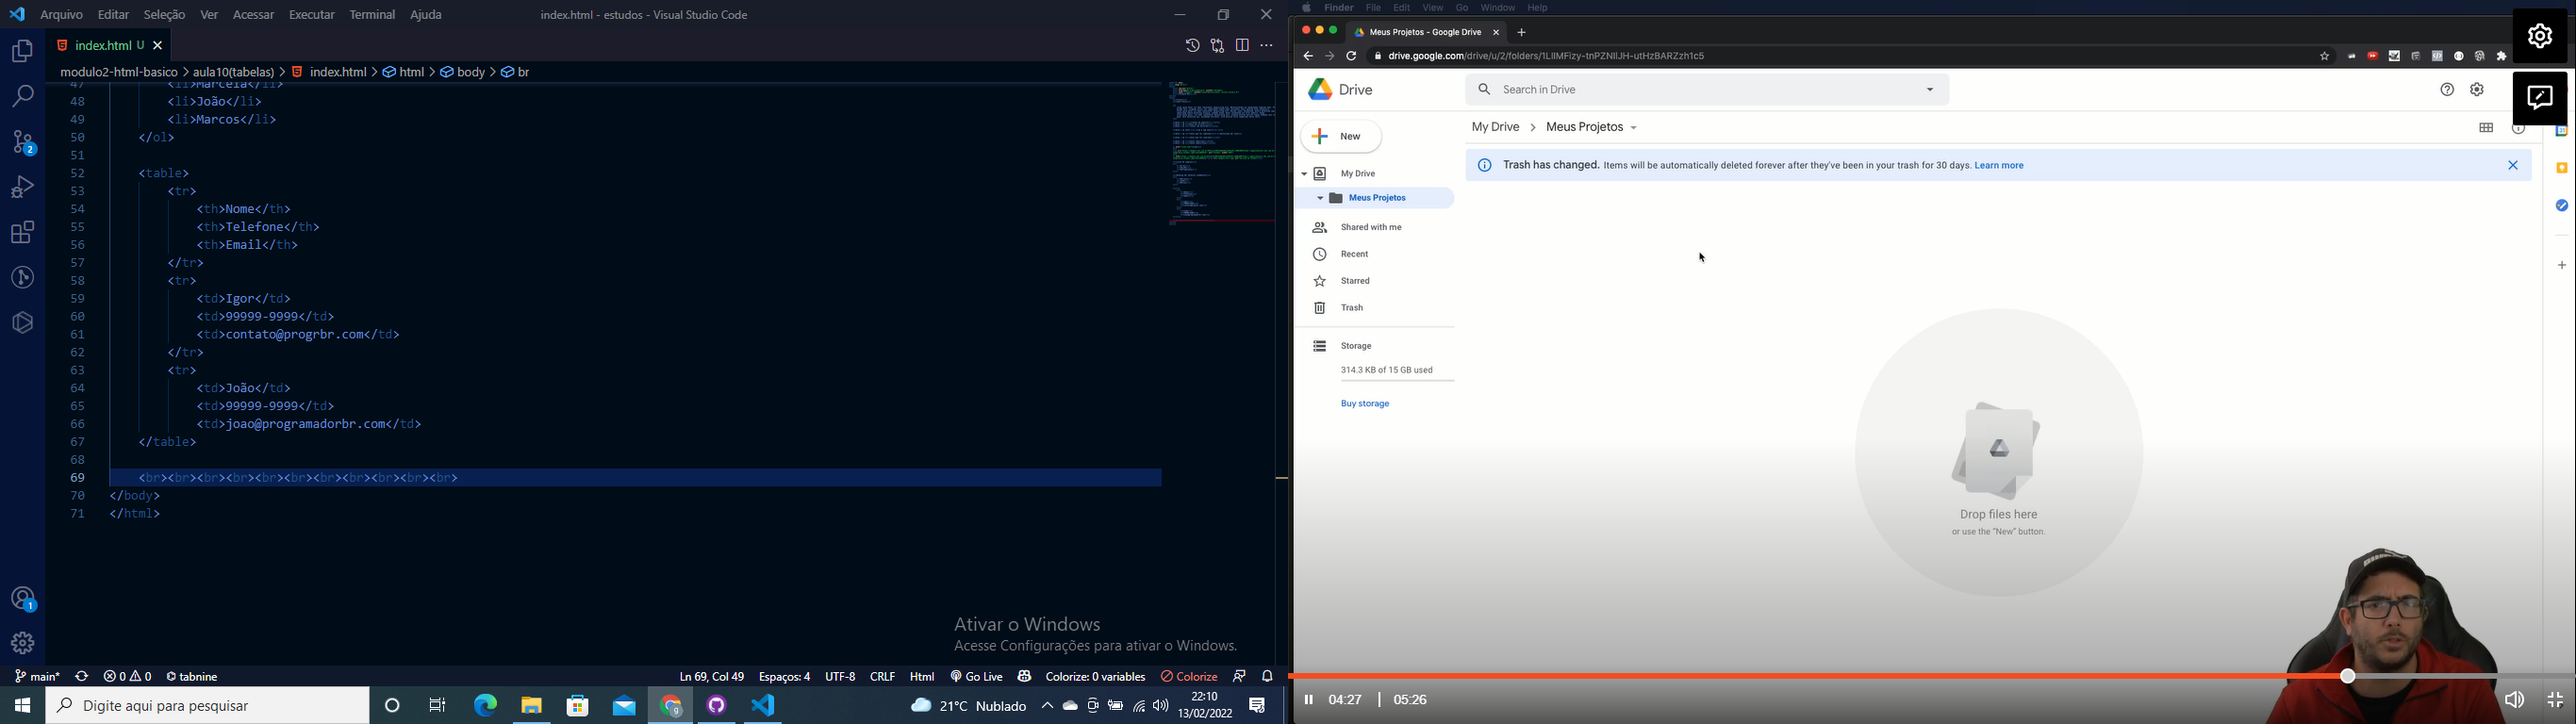 Arquivo Editar Seleção Ver Acessar Executar Terminal Ajuda
index.html - estudos - Visual Studio Code
index.html U
modulo2-html-basico > aula10(tabelas) > index.html > html > body > br
47 <li>Marcela</li>
48 <li>João</li>
49 <li>Marcos</li>
50 </ol>
51
52 <table>
53 <tr>
54 <th>Nome</th>
55 <th>Telefone</th>
56 <th>Email</th>
57 </tr>
58 <tr>
59 <td>Igor</td>
60 <td>99999-9999</td>
61 <td>contato@progrbr.com</td>
62 </tr>
63 <tr>
64 <td>João</td>
65 <td>99999-9999</td>
66 <td>joao@programadorbr.com</td>
67 </table>
68
69 <br><br><br><br><br><br><br><br><br><br><br>
70 </body>
71 </html>
2
1
Ativar o Windows
Acesse Configurações para ativar o Windows.
main* 0 0 tabnine
Ln 69, Col 49 Espaços: 4 UTF-8 CRLF Html Go Live Colorize: 0 variables Colorize
Digite aqui para pesquisar
21°C Nublado
22:10
13/02/2022
Finder File Edit View Go Window Help
Meus Projetos - Google Drive
drive.google.com/drive/u/2/folders/1LIIMFizy-tnPZNIIJH-utHzBARZzh1c5
Drive
Search in Drive
New
My Drive > Meus Projetos
Trash has changed. Items will be automatically deleted forever after they've been in your trash for 30 days. Learn more
My Drive
Meus Projetos
Shared with me
Recent
Starred
Trash
Storage
314.3 KB of 15 GB used
Buy storage
Drop files here
or use the "New" button.
04:27 | 05:26